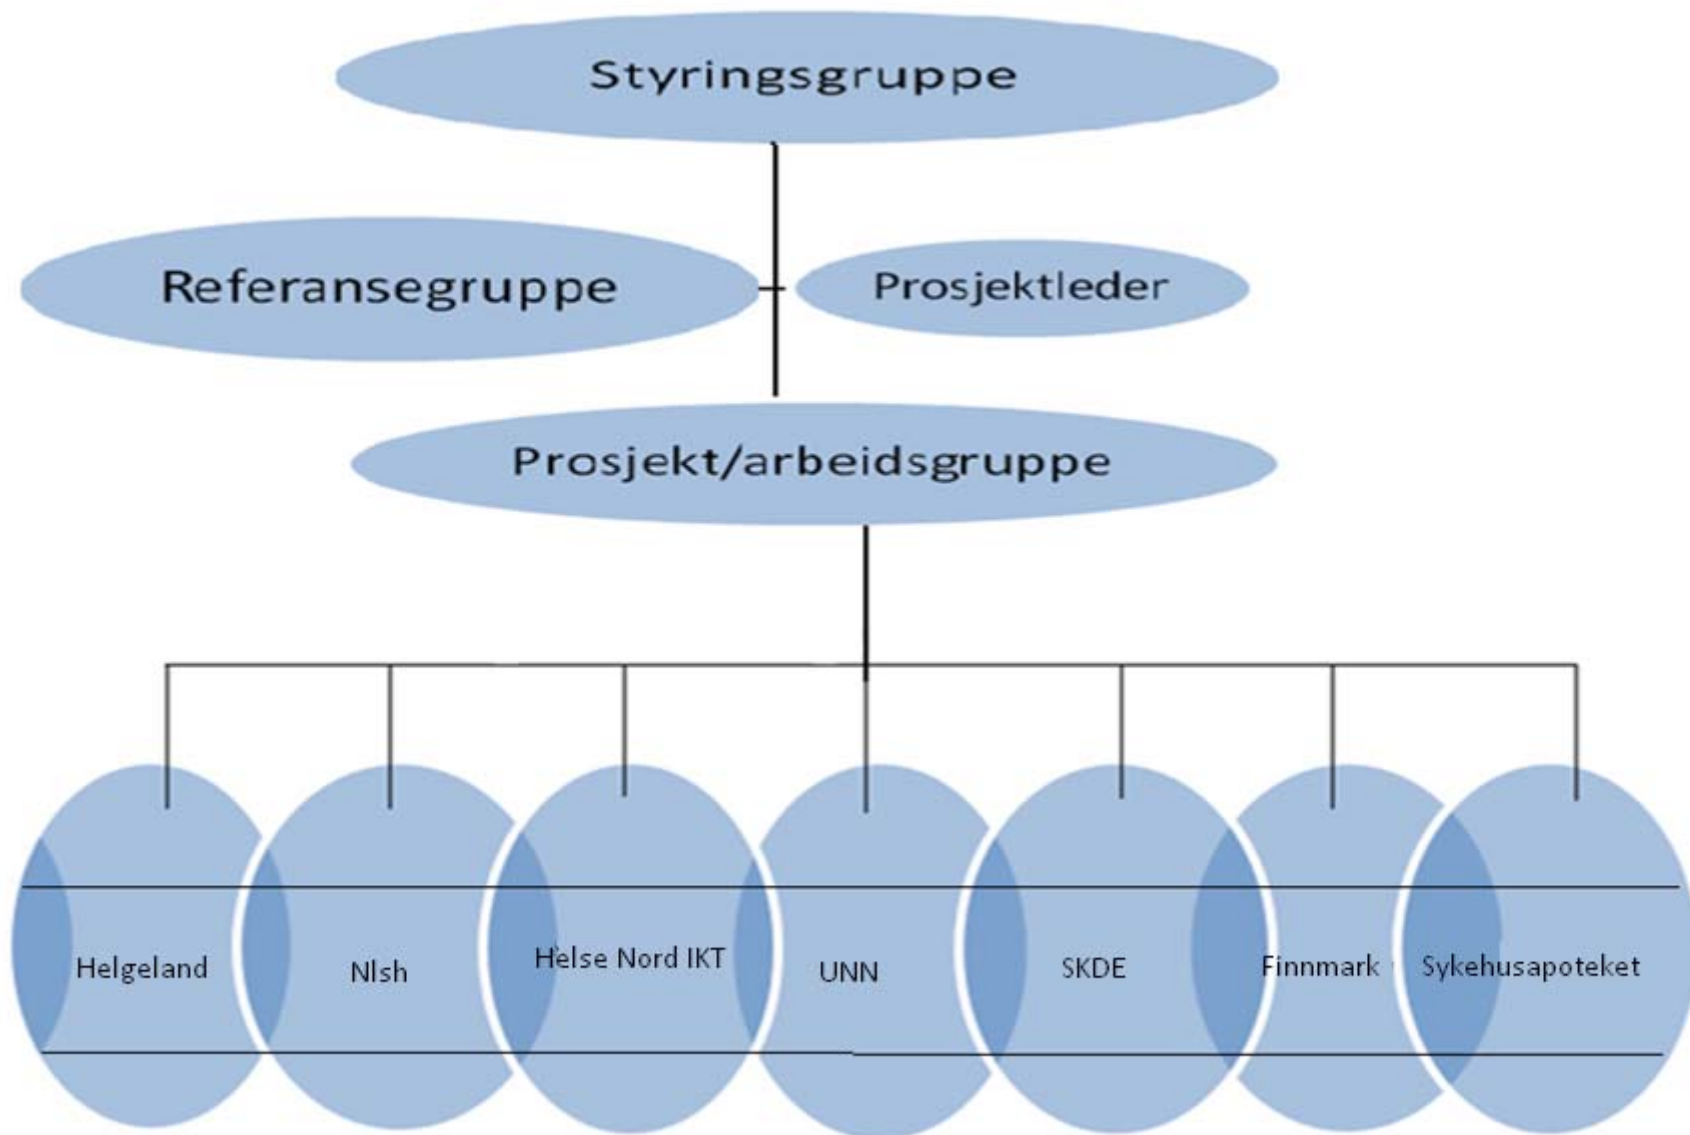 Styringsgruppe
Referansegruppe
Prosjektleder
Prosjekt/arbeidsgruppe
Helgeland
Nlsh
Helse Nord IKT
UNN
SKDE
Finnmark
Sykehusapoteket